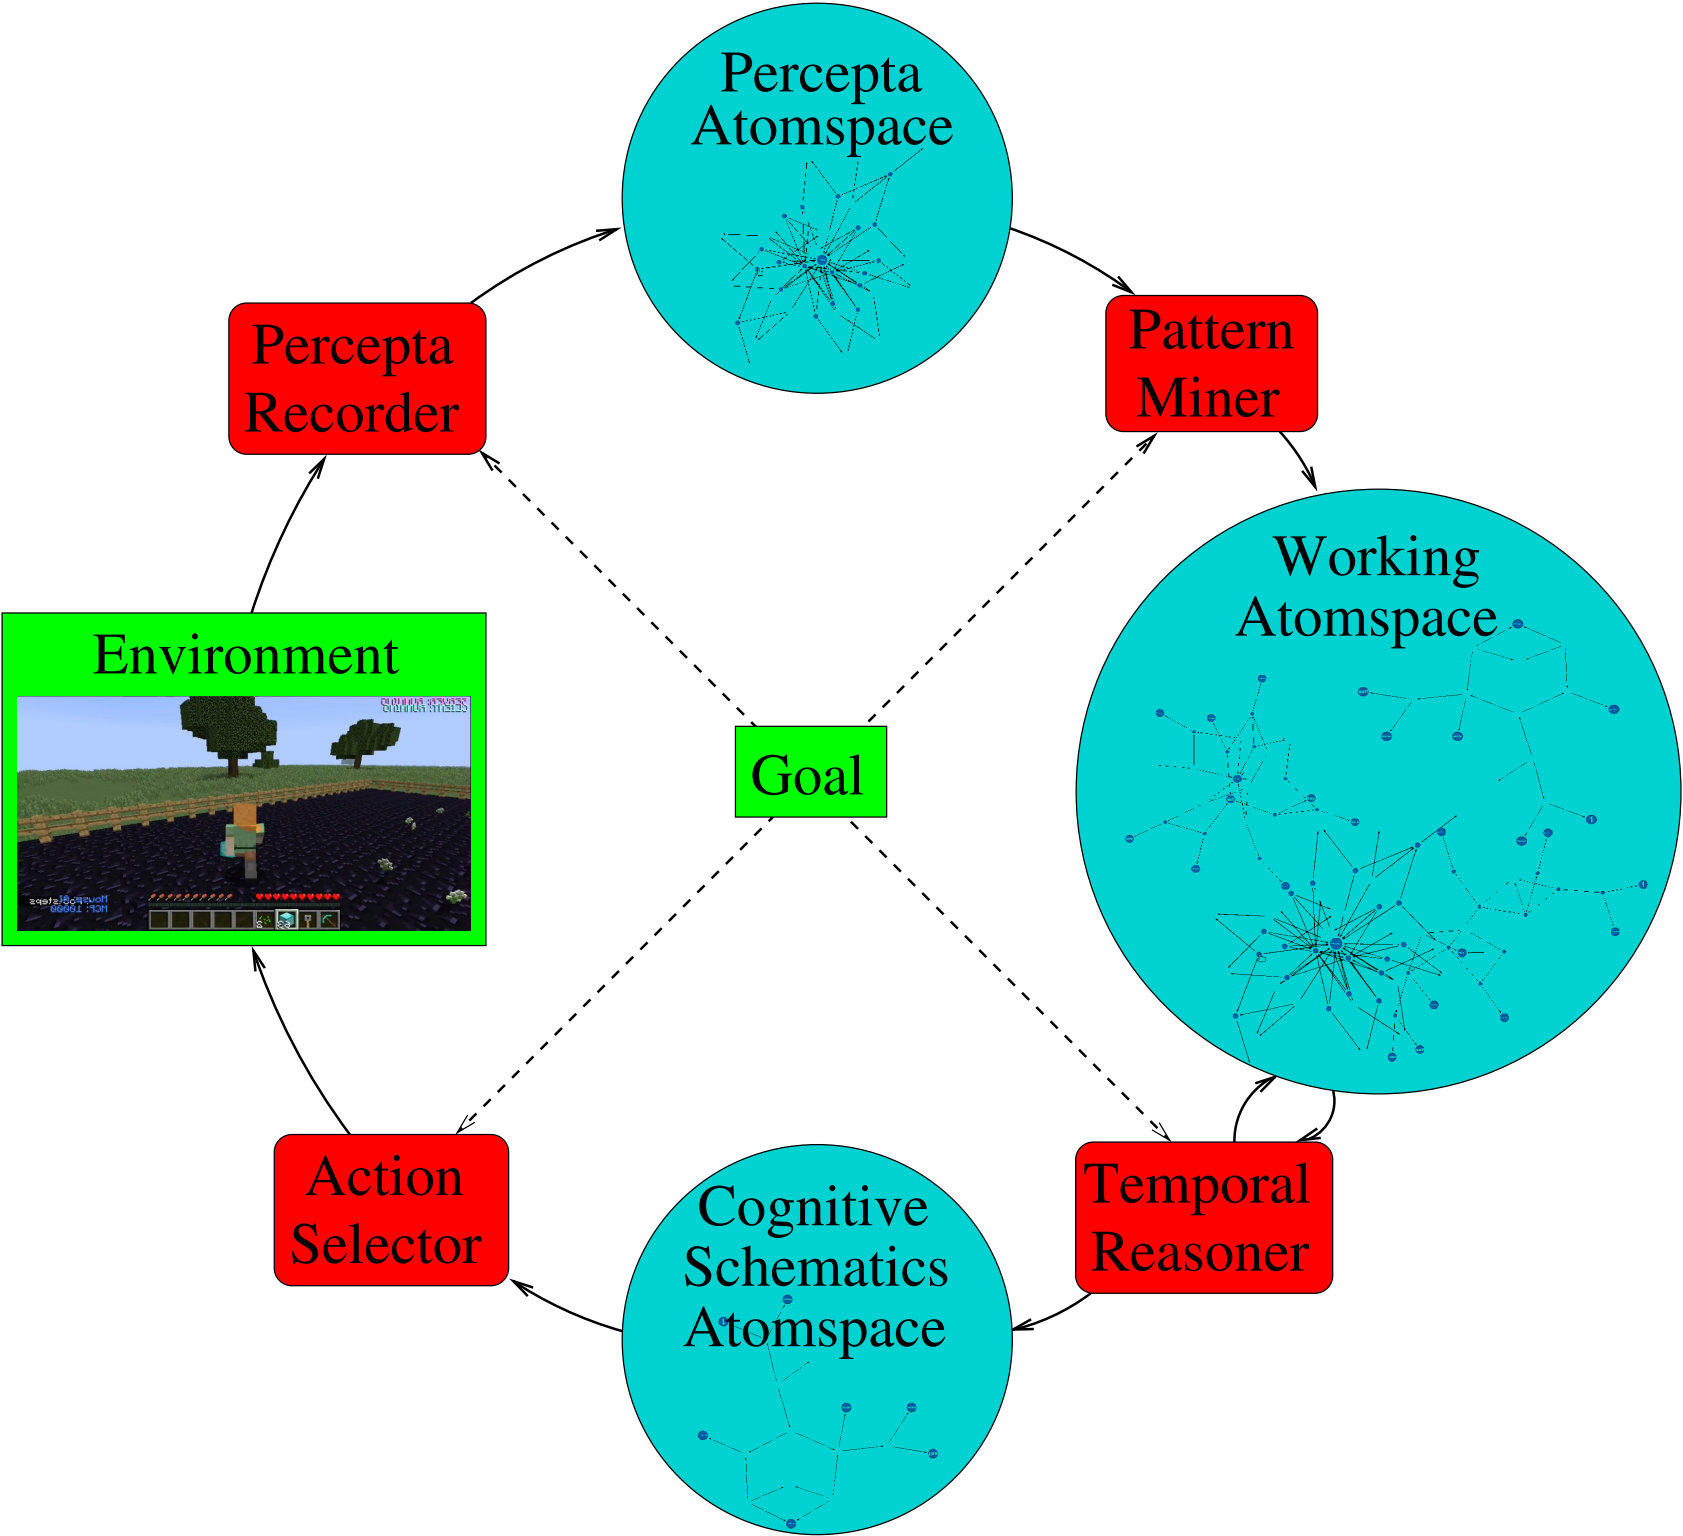 Percepta
Atomspace
Percepta
Recorder
Pattern
Miner
Working
Atomspace
Environment
Goal
Action
Selector
Cognitive
Schematics
Atomspace
Temporal
Reasoner